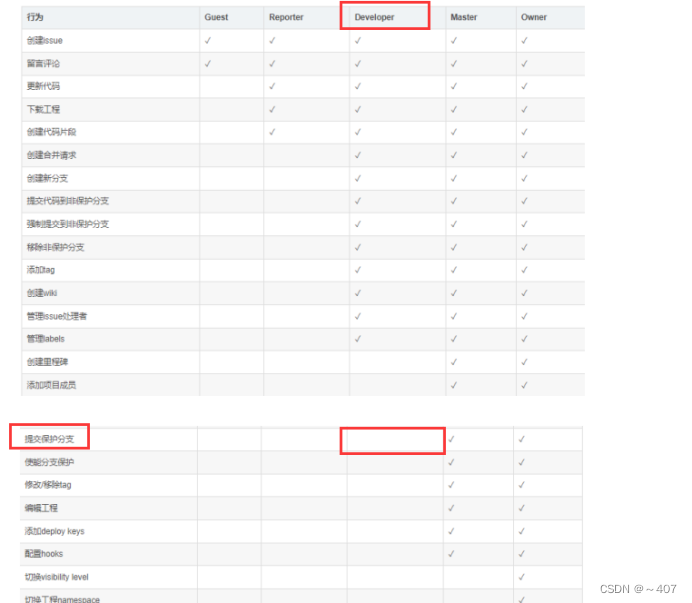 行为 Guest Reporter Developer Master Owner
创建issue ✓ ✓ ✓ ✓ ✓
留言评论 ✓ ✓ ✓ ✓ ✓
更新代码 ✓ ✓ ✓ ✓
下载工程 ✓ ✓ ✓ ✓
创建代码片段 ✓ ✓ ✓ ✓
创建合并请求 ✓ ✓ ✓
创建新分支 ✓ ✓ ✓
提交代码到非保护分支 ✓ ✓ ✓
强制提交到非保护分支 ✓ ✓ ✓
移除非保护分支 ✓ ✓ ✓
添加tag ✓ ✓ ✓
创建wiki ✓ ✓ ✓
管理issue处理者 ✓ ✓ ✓
管理labels ✓ ✓ ✓
创建里程碑 ✓ ✓
添加项目成员 ✓ ✓
提交保护分支 ✓ ✓
使能分支保护 ✓ ✓
修改/移除tag ✓ ✓
编辑工程 ✓ ✓
添加deploy keys ✓ ✓
配置hooks ✓ ✓
切换visibility level ✓
切换工程namespace ✓
CSDN @～407